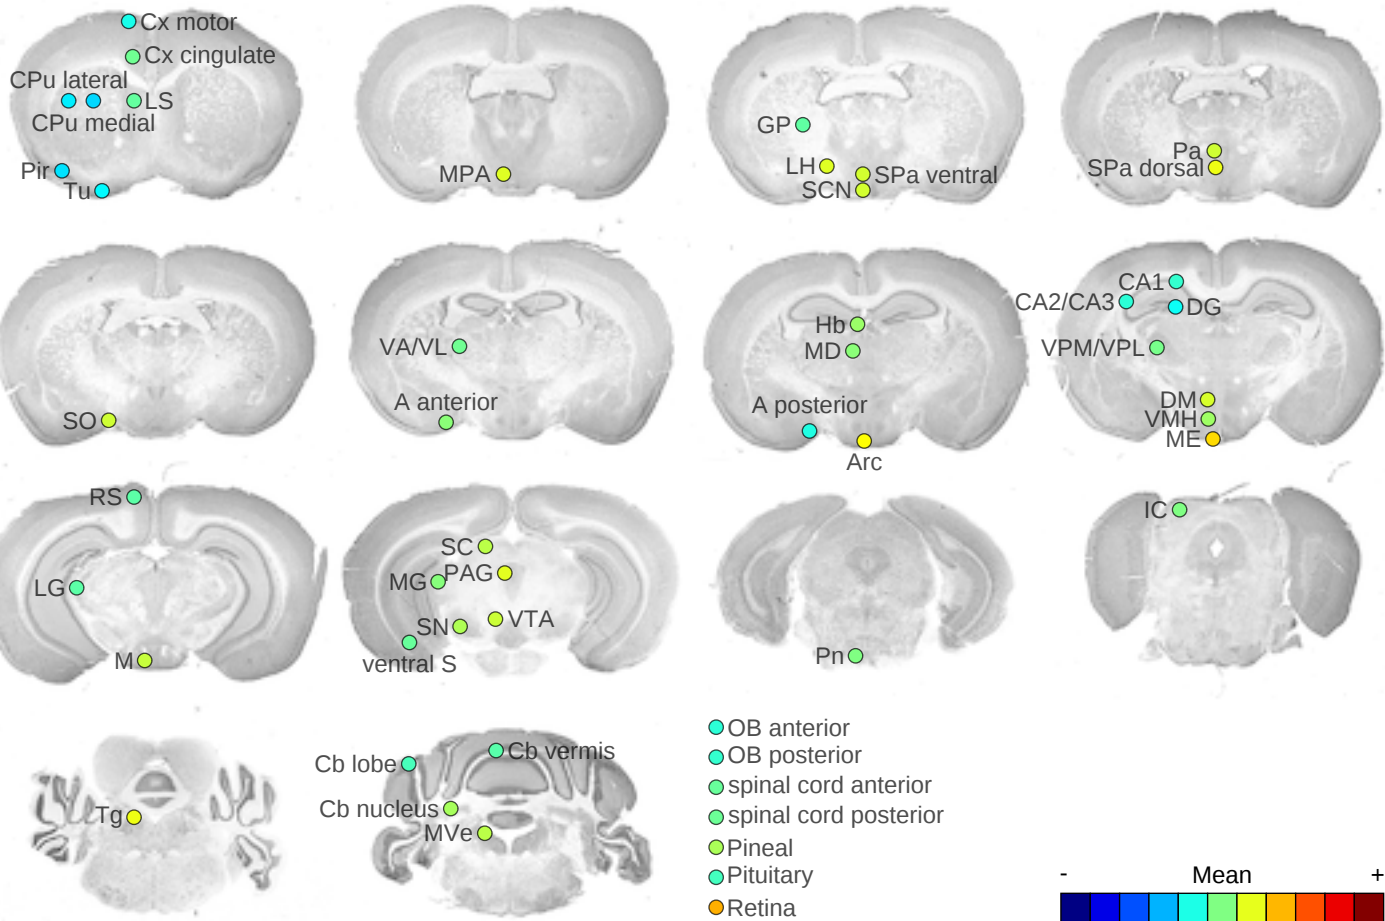 Cx motor
Cx cingulate
CPu lateral
LS
CPu medial
Pir
Tu
MPA
GP
LH
SPa ventral
SCN
Pa
SPa dorsal
SO
VA/VL
A anterior
Hb
MD
A posterior
Arc
CA1
CA2/CA3
DG
VPM/VPL
DM
VMH
ME
RS
LG
M
SC
MG
PAG
SN
VTA
ventral S
Pn
IC
Tg
Cb lobe
Cb vermis
Cb nucleus
MVe
OB anterior
OB posterior
spinal cord anterior
spinal cord posterior
Pineal
Pituitary
Retina
- Mean +